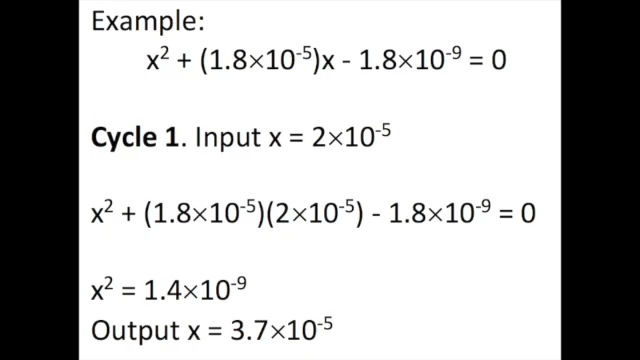 Example:
x² + (1.8×10⁻⁵)x - 1.8×10⁻⁹ = 0
Cycle 1. Input x = 2×10⁻⁵
x² + (1.8×10⁻⁵)(2×10⁻⁵) - 1.8×10⁻⁹ = 0
x² = 1.4×10⁻⁹
Output x = 3.7×10⁻⁵